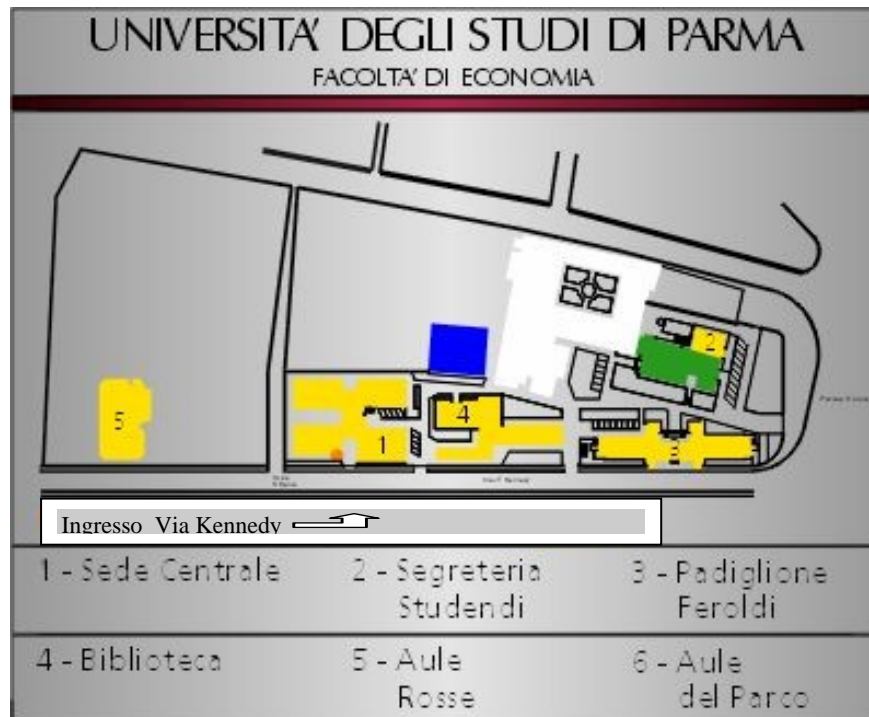 UNIVERSITA' DEGLI STUDI DI PARMA
FACOLTA' DI ECONOMIA
2
5
1
4
3
Ingresso Via Kennedy
1 - Sede Centrale
2 - Segreteria
Studendi
3 - Padiglione
Feroldi
4 - Biblioteca
5 - Aule
Rosse
6 - Aule
del Parco